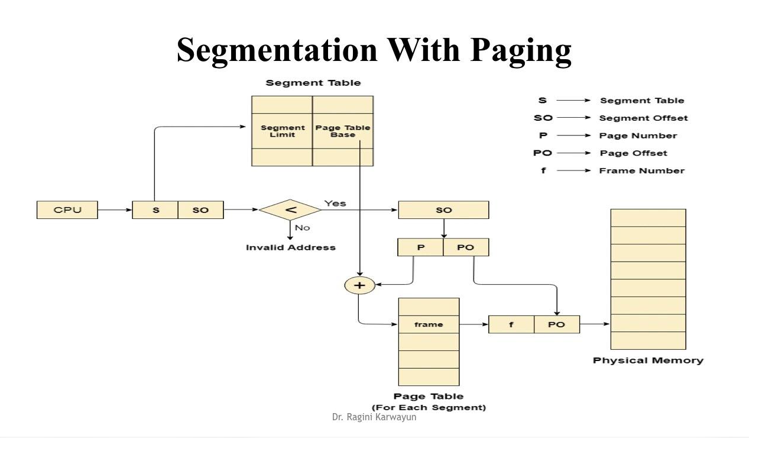 Segmentation With Paging
Segment Table
Segment Limit
Page Table Base
S Segment Table
SO Segment Offset
P Page Number
PO Page Offset
f Frame Number
CPU
S SO
<
Yes
No
Invalid Address
SO
P PO
+
frame
f PO
Physical Memory
Page Table
(For Each Segment)
Dr. Ragini Karwayun